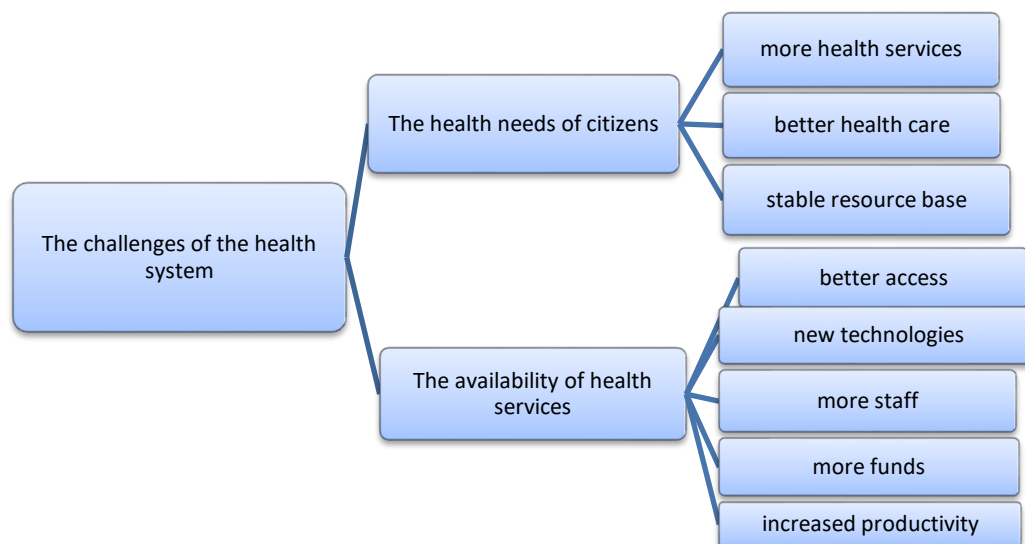 The challenges of the health
system
The health needs of citizens
more health services
better health care
stable resource base
The availability of health
services
better access
new technologies
more staff
more funds
increased productivity